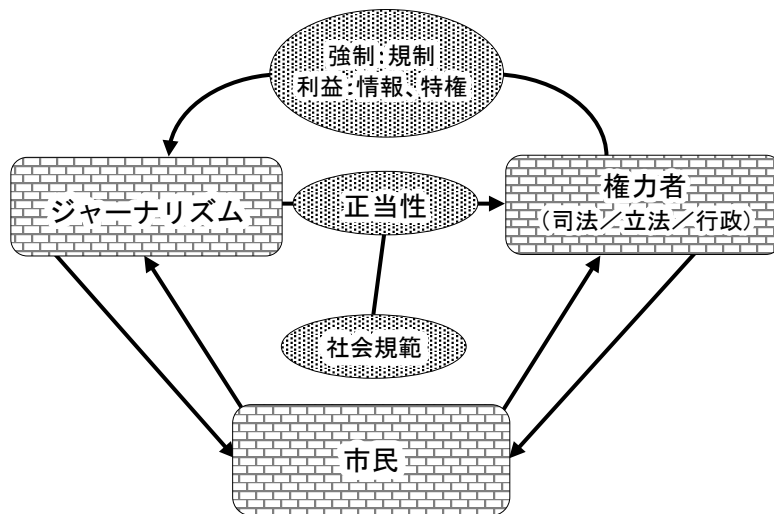 強制：規制
利益：情報、特権
ジャーナリズム
正当性
権力者
（司法／立法／行政）
社会規範
市民